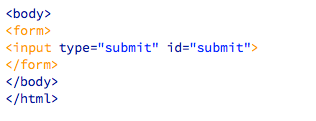 <body>
<form>
<input type="submit" id="submit">
</form>
</body>
</html>